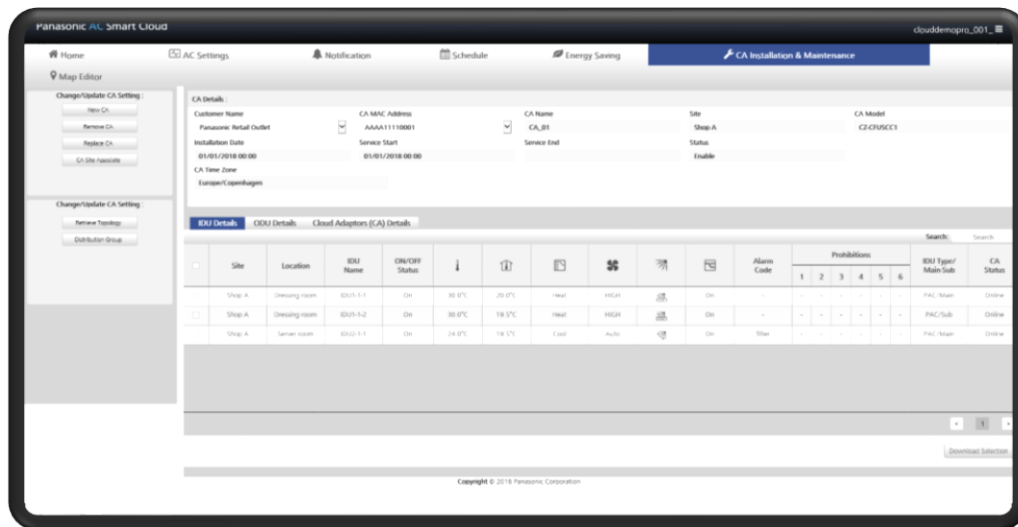 Panasonic AC Smart Cloud
clouddemopro_001_
Home AC Settings Notification Schedule Energy Saving CA Installation & Maintenance
Map Editor
Change/Update CA Setting :
New CA
Remove CA
Replace CA
CA Site Associate
Change/Update CA Setting :
Retrieve Topology
Distribution Group
CA Details :
Customer Name CA MAC Address CA Name Site CA Model
Panasonic Retail Outlet AAAA11110001 CA_01 Shop A CZ-CFUSCC1
Installation Date Service Start Service End Status
01/01/2018 00:00 01/01/2018 00:00 Enable
CA Time Zone
Europe/Copenhagen
IDU Details ODU Details Cloud Adaptors (CA) Details
Search: Search
Site Location IDU Name ON/OFF Status Alarm Code Prohibitions IDU Type/ Main Sub CA Status
1 2 3 4 5 6
Shop A Dressing room IDU1-1-1 On 30.0°C 20.0°C Heat HIGH On - - - - - - - PAC/Main Online
Shop A Dressing room IDU1-1-2 On 30.0°C 19.5°C Heat HIGH On - - - - - - - PAC/Sub Online
Shop A Server room IDU2-1-1 On 24.0°C 19.5°C Cool Auto On filter - - - - - - PAC/Main Online
1
Download Selection
Copyright © 2018 Panasonic Corporation